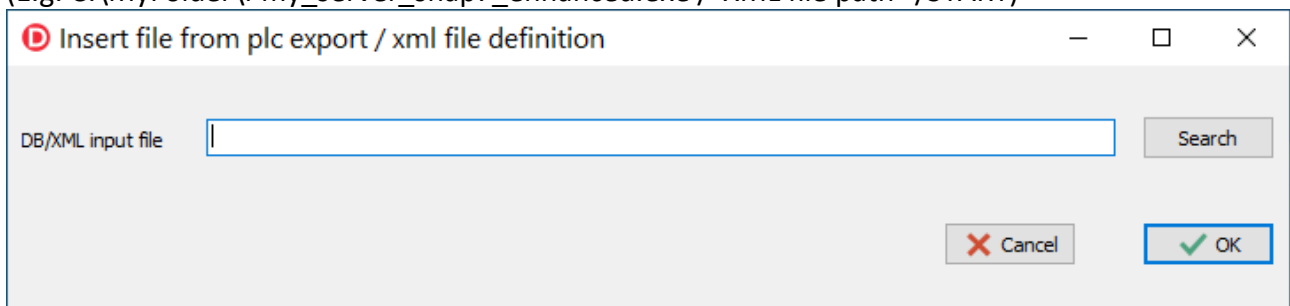 Insert file from plc export / xml file definition
DB/XML input file
Search
Cancel
OK